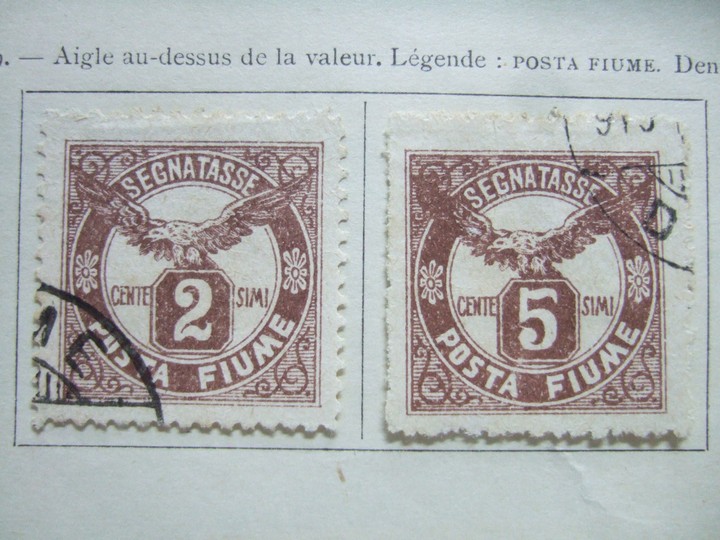 9. — Aigle au-dessus de la valeur. Légende : POSTA FIUME. Den
SEGNATASSE
CENTE 2 SIMI
POSTA FIUME
SEGNATASSE
CENTE 5 SIMI
POSTA FIUME